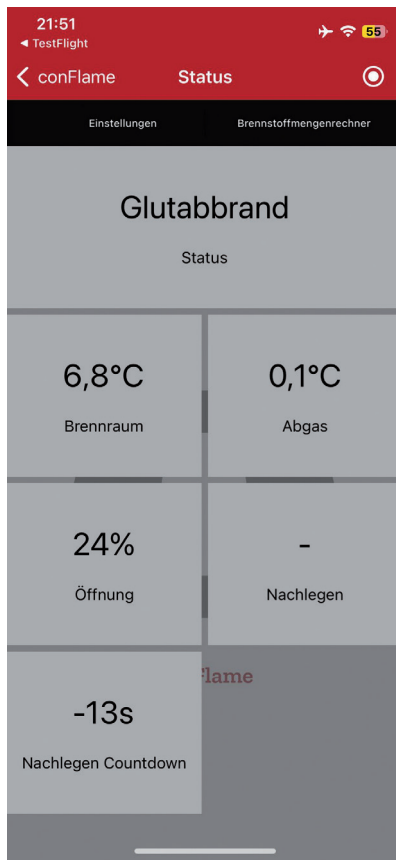 21:51
◀ TestFlight
55
conFlame
Status
Einstellungen
Brennstoffmengenrechner
Glutabbrand
Status
6,8°C
Brennraum
0,1°C
Abgas
24%
Öffnung
-
Nachlegen
Flame
-13s
Nachlegen Countdown